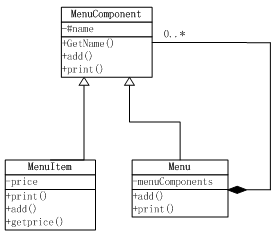 MenuComponent
-#name
+GetName()
+add()
+print()
0..*
MenuItem
-price
+print()
+add()
+getprice()
Menu
-menuComponents
+add()
+print()